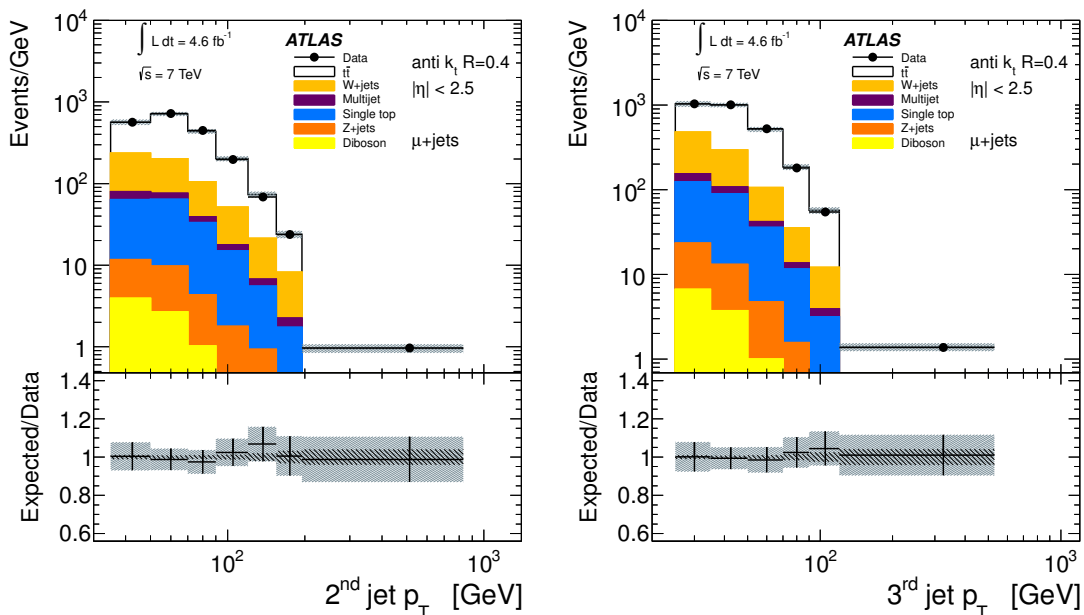 Events/GeV
10⁴
10³
10²
10
1
∫ L dt = 4.6 fb⁻¹
√s = 7 TeV
ATLAS
Data
tt̄
W+jets
Multijet
Single top
Z+jets
Diboson
anti kₜ R=0.4
|η| < 2.5
μ+jets
Expected/Data
1.4
1.2
1
0.8
0.6
10²
10³
2ⁿᵈ jet p_T [GeV]
Events/GeV
10⁴
10³
10²
10
1
∫ L dt = 4.6 fb⁻¹
√s = 7 TeV
ATLAS
Data
tt̄
W+jets
Multijet
Single top
Z+jets
Diboson
anti kₜ R=0.4
|η| < 2.5
μ+jets
Expected/Data
1.4
1.2
1
0.8
0.6
10²
10³
3ʳᵈ jet p_T [GeV]